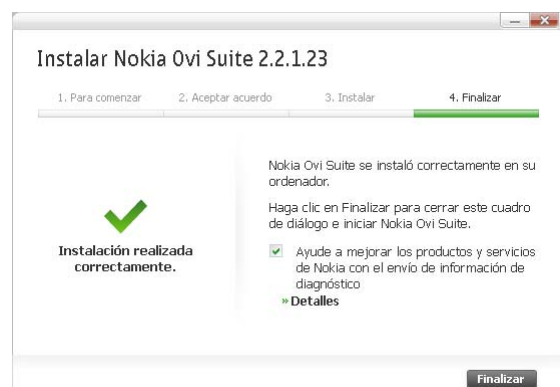 Instalar Nokia Ovi Suite 2.2.1.23
1. Para comenzar 2. Aceptar acuerdo 3. Instalar 4. Finalizar
Nokia Ovi Suite se instaló correctamente en su
ordenador.
Haga clic en Finalizar para cerrar este cuadro
de diálogo e iniciar Nokia Ovi Suite.
Instalación realizada
correctamente.
Ayude a mejorar los productos y servicios
de Nokia con el envío de información de
diagnóstico
» Detalles
Finalizar